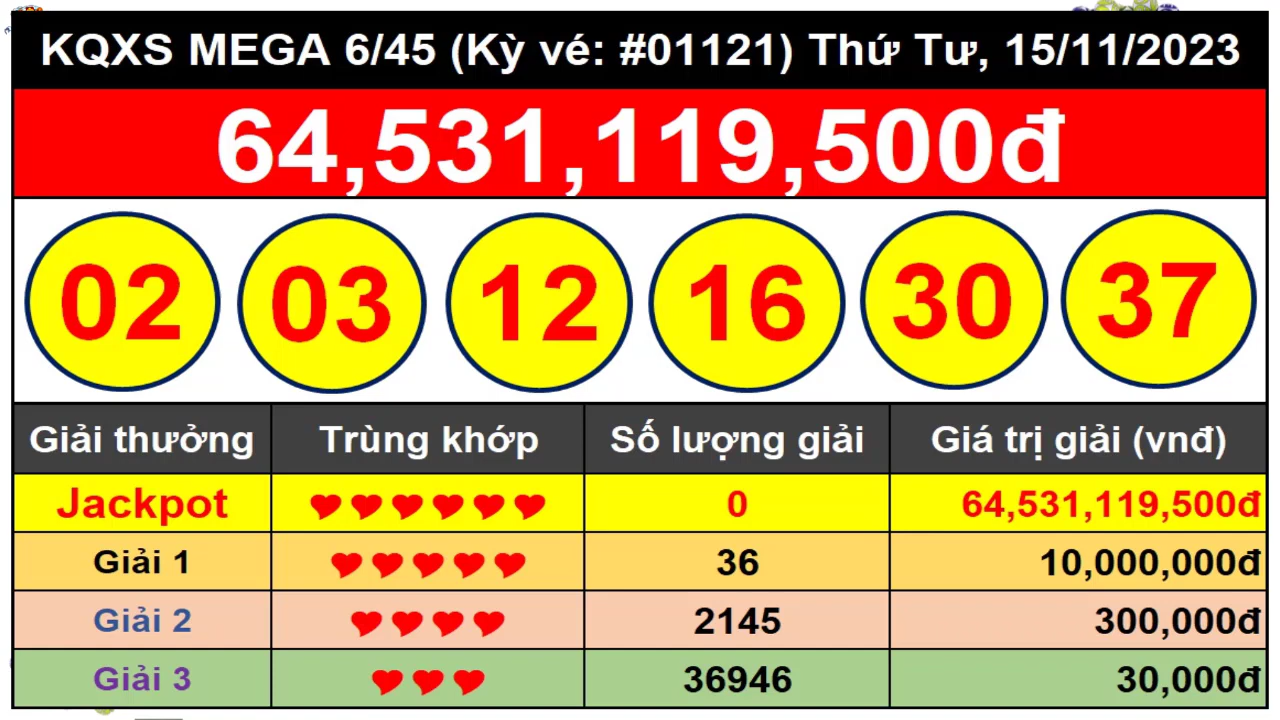 KQXS MEGA 6/45 (Kỳ vé: #01121) Thứ Tư, 15/11/2023
64,531,119,500đ
02 03 12 16 30 37
Giải thưởng Trùng khớp Số lượng giải Giá trị giải (vnđ)
Jackpot 0 64,531,119,500đ
Giải 1 36 10,000,000đ
Giải 2 2145 300,000đ
Giải 3 36946 30,000đ